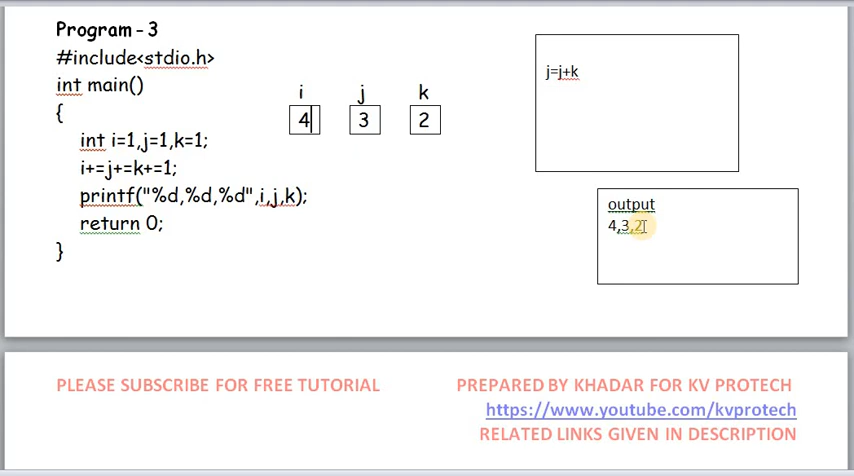 Program - 3
#include<stdio.h>
int main()
{
int i=1,j=1,k=1;
i+=j+=k+=1;
printf("%d,%d,%d",i,j,k);
return 0;
}
i j k
4 3 2
j=j+k
output
4,3,2
PLEASE SUBSCRIBE FOR FREE TUTORIAL
PREPARED BY KHADAR FOR KV PROTECH
https://www.youtube.com/kvprotech
RELATED LINKS GIVEN IN DESCRIPTION